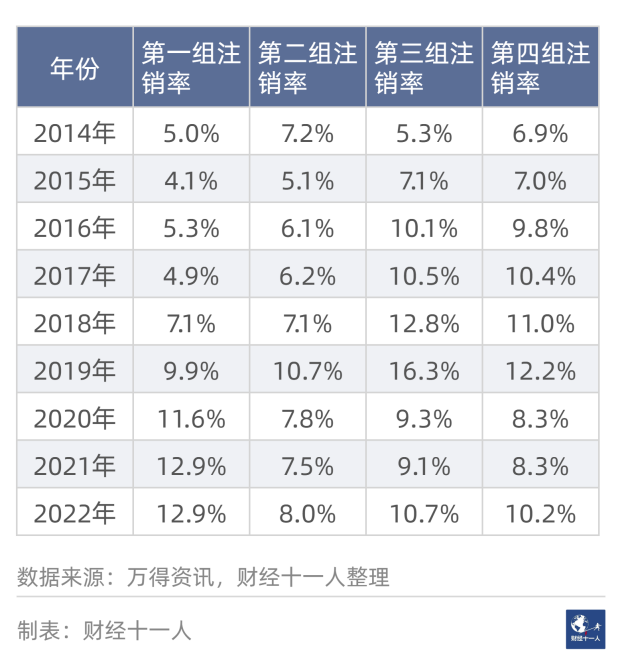 年份 第一组注销率 第二组注销率 第三组注销率 第四组注销率
2014年 5.0% 7.2% 5.3% 6.9%
2015年 4.1% 5.1% 7.1% 7.0%
2016年 5.3% 6.1% 10.1% 9.8%
2017年 4.9% 6.2% 10.5% 10.4%
2018年 7.1% 7.1% 12.8% 11.0%
2019年 9.9% 10.7% 16.3% 12.2%
2020年 11.6% 7.8% 9.3% 8.3%
2021年 12.9% 7.5% 9.1% 8.3%
2022年 12.9% 8.0% 10.7% 10.2%
数据来源：万得资讯，财经十一人整理
制表：财经十一人
财经十一人